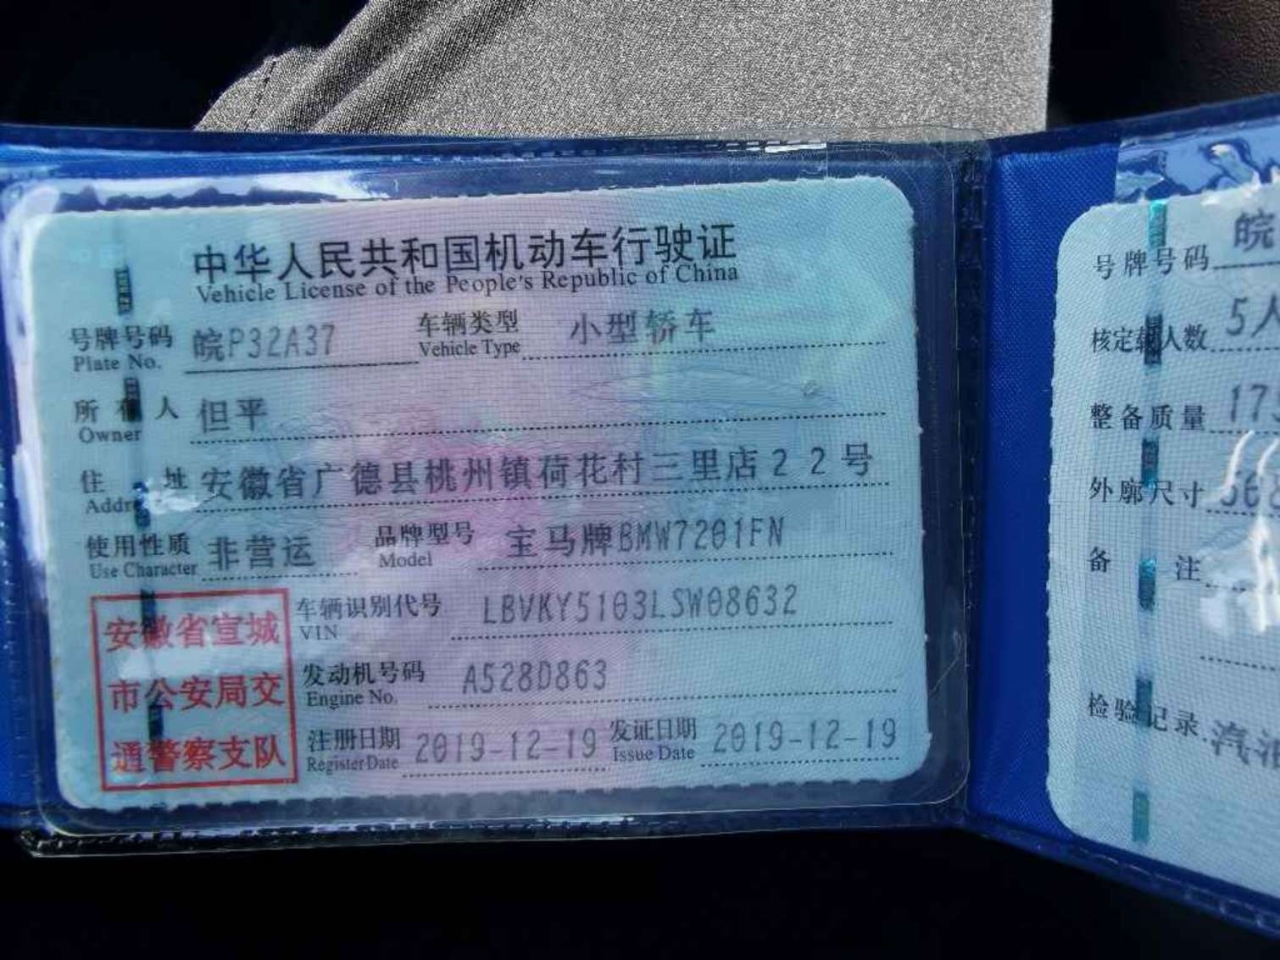 中华人民共和国机动车行驶证
Vehicle License of the People's Republic of China
号牌号码 皖P32A37 车辆类型 小型轿车
Plate No. Vehicle Type
所有人 但平
Owner
住址 安徽省广德县桃州镇荷花村三里店22号
Addre
使用性质 非营运 品牌型号 宝马牌BMW7201FN
Use Character Model
安徽省宣城
市公安局交
通警察支队
车辆识别代号 LBVKY5103LSW08632
VIN
发动机号码 A528D863
Engine No.
注册日期 2019-12-19 发证日期 2019-12-19
Register Date Issue Date
号牌号码 皖
核定载人数 5人
整备质量 17
外廓尺寸
备注
检验记录 汽油